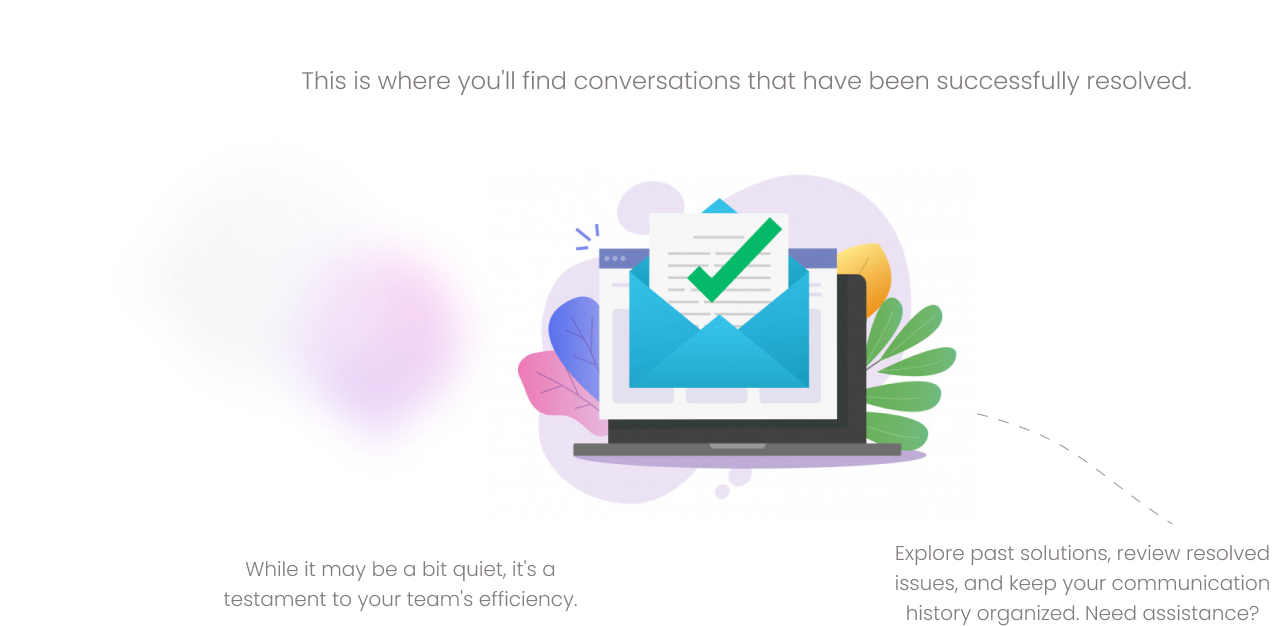 This is where you'll find conversations that have been successfully resolved.
While it may be a bit quiet, it's a
testament to your team's efficiency.
Explore past solutions, review resolved
issues, and keep your communication
history organized. Need assistance?